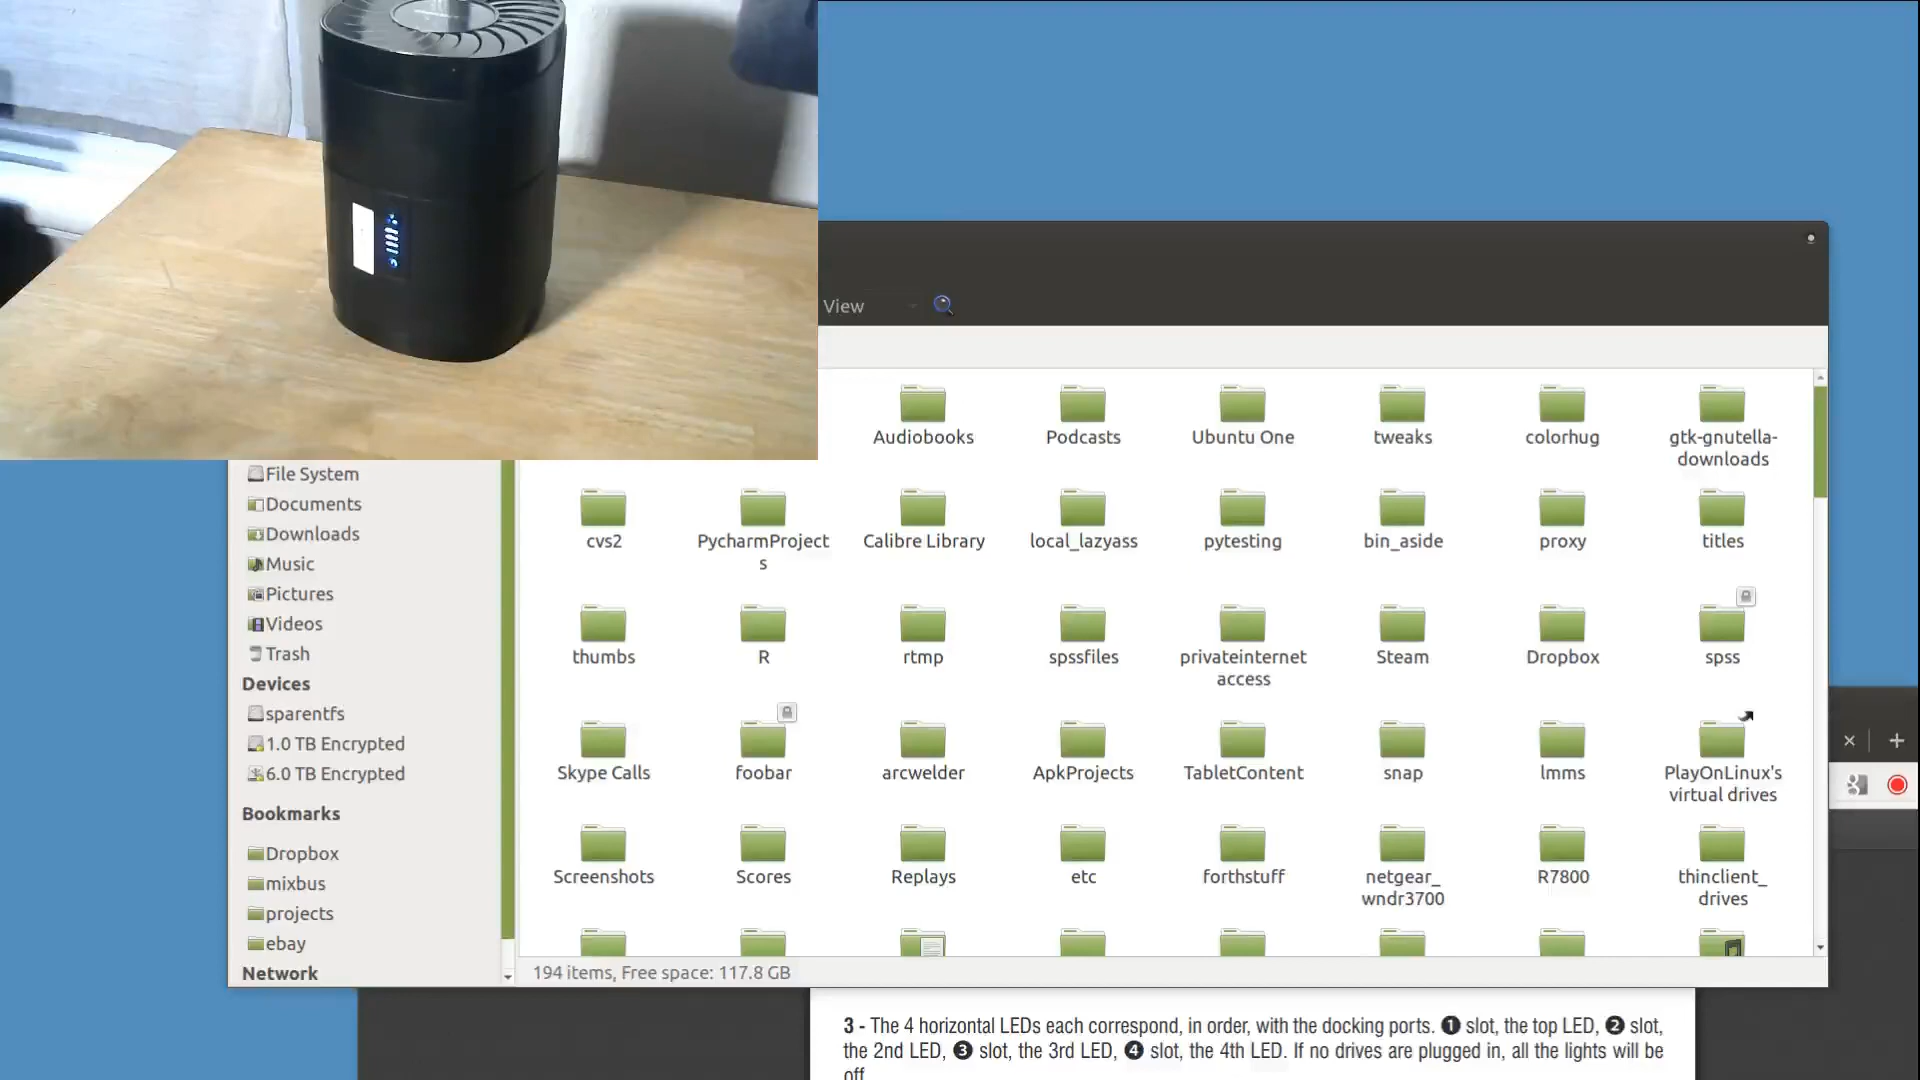 View
Audiobooks
Podcasts
Ubuntu One
tweaks
colorhug
gtk-gnutella-
downloads
File System
Documents
Downloads
Music
Pictures
Videos
Trash
Devices
sparentfs
1.0 TB Encrypted
6.0 TB Encrypted
Bookmarks
Dropbox
mixbus
projects
ebay
Network
cvs2
PycharmProject
s
Calibre Library
local_lazyass
pytesting
bin_aside
proxy
titles
thumbs
R
rtmp
spssfiles
privateinternet
access
Steam
Dropbox
spss
Skype Calls
foobar
arcwelder
ApkProjects
TabletContent
snap
lmms
PlayOnLinux's
virtual drives
Screenshots
Scores
Replays
etc
forthstuff
netgear_
wndr3700
R7800
thinclient_
drives
194 items, Free space: 117.8 GB
3 - The 4 horizontal LEDs each correspond, in order, with the docking ports. ❶ slot, the top LED, ❷ slot,
the 2nd LED, ❸ slot, the 3rd LED, ❹ slot, the 4th LED. If no drives are plugged in, all the lights will be
off